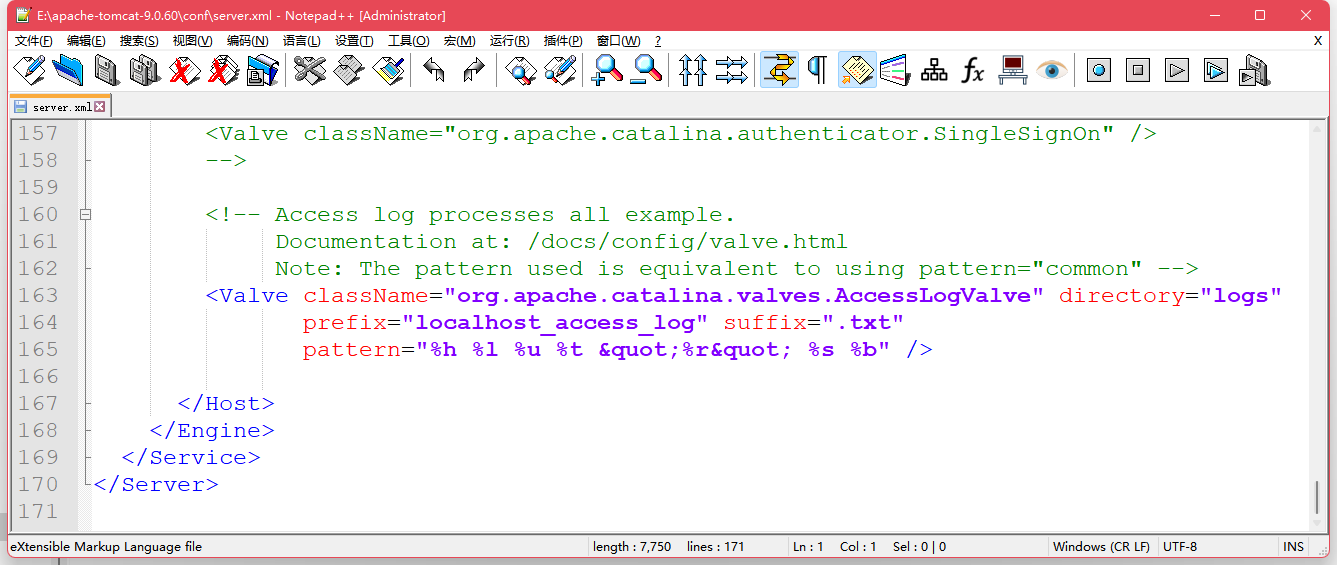 E:\apache-tomcat-9.0.60\conf\server.xml - Notepad++ [Administrator]
文件(F) 编辑(E) 搜索(S) 视图(V) 编码(N) 语言(L) 设置(T) 工具(O) 宏(M) 运行(R) 插件(P) 窗口(W) ? X
server.xml
157 <Valve className="org.apache.catalina.authenticator.SingleSignOn" />
158 -->
159
160 <!-- Access log processes all example.
161 Documentation at: /docs/config/valve.html
162 Note: The pattern used is equivalent to using pattern="common" -->
163 <Valve className="org.apache.catalina.valves.AccessLogValve" directory="logs"
164 prefix="localhost_access_log" suffix=".txt"
165 pattern="%h %l %u %t &quot;%r&quot; %s %b" />
166
167 </Host>
168 </Engine>
169 </Service>
170 </Server>
171
eXtensible Markup Language file length : 7,750 lines : 171 Ln : 1 Col : 1 Sel : 0 | 0 Windows (CR LF) UTF-8 INS